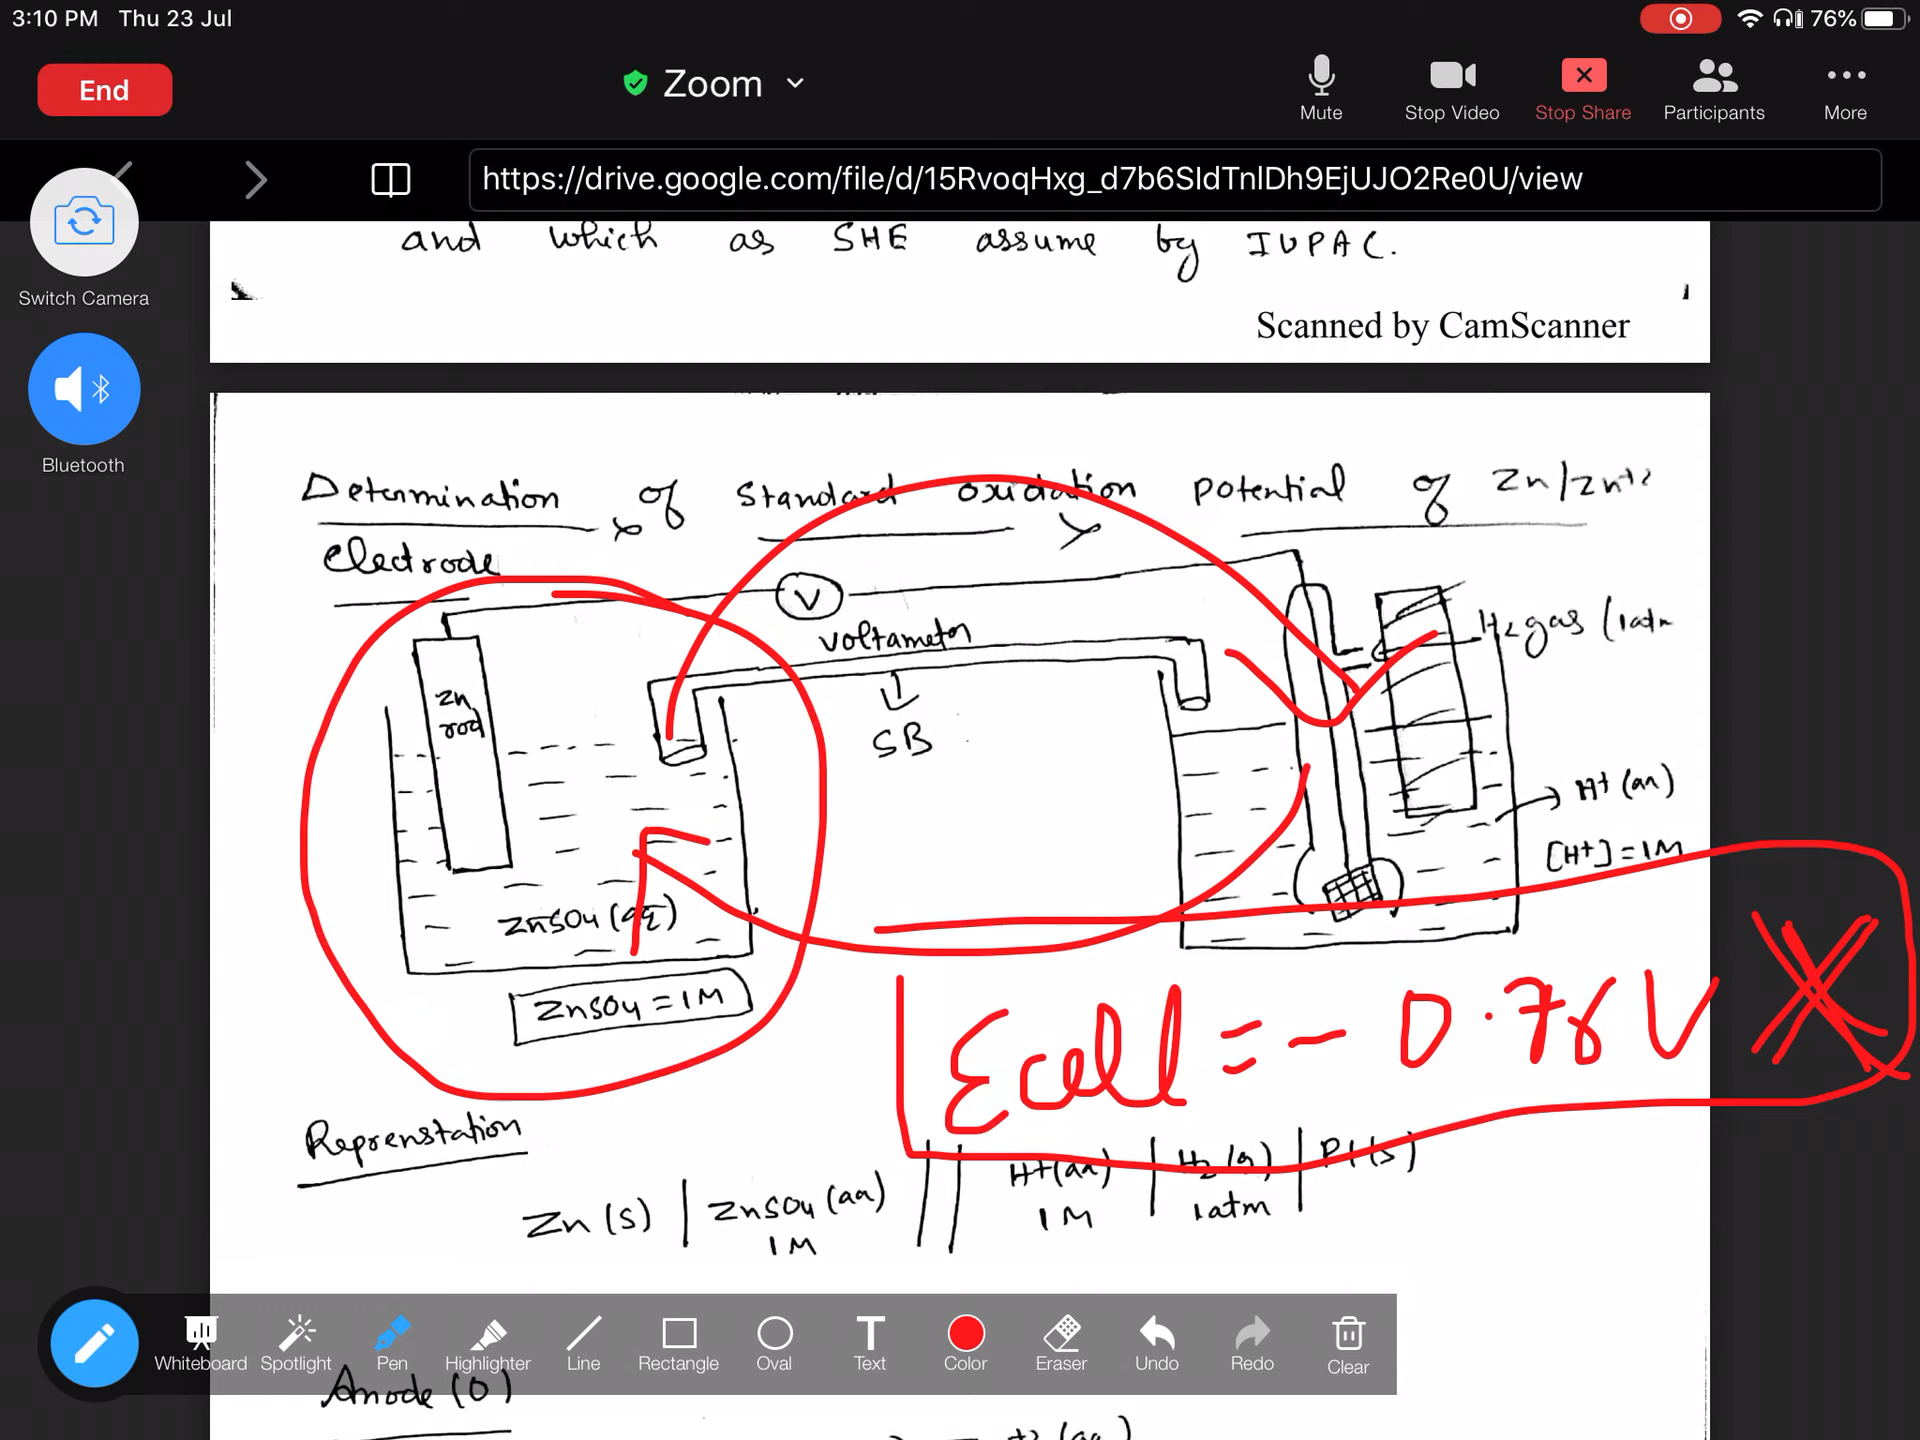 3:10 PM Thu 23 Jul
76%
End
Zoom
Mute
Stop Video
Stop Share
Participants
More
https://drive.google.com/file/d/15RvoqHxg_d7b6SIdTnlDh9EjUJO2Re0U/view
Switch Camera
Bluetooth
and which as SHE assume by IUPAC.
Scanned by CamScanner
Determination of standard oxidation potential of Zn/Zn+2
electrode
V
voltameter
H2 gas (1atm
Zn
rod
SB
H+ (aq)
[H+] = 1M
ZnSO4 (aq)
ZnSO4 = 1M
Ecell = - 0.76 V X
Reprenstation
Zn (s) | ZnSO4 (aq) || H+(aq) | H2 (g) | Pt(s)
1M 1M 1atm
Whiteboard
Spotlight
Pen
Highlighter
Line
Rectangle
Oval
Text
Color
Eraser
Undo
Redo
Clear
Anode (O)